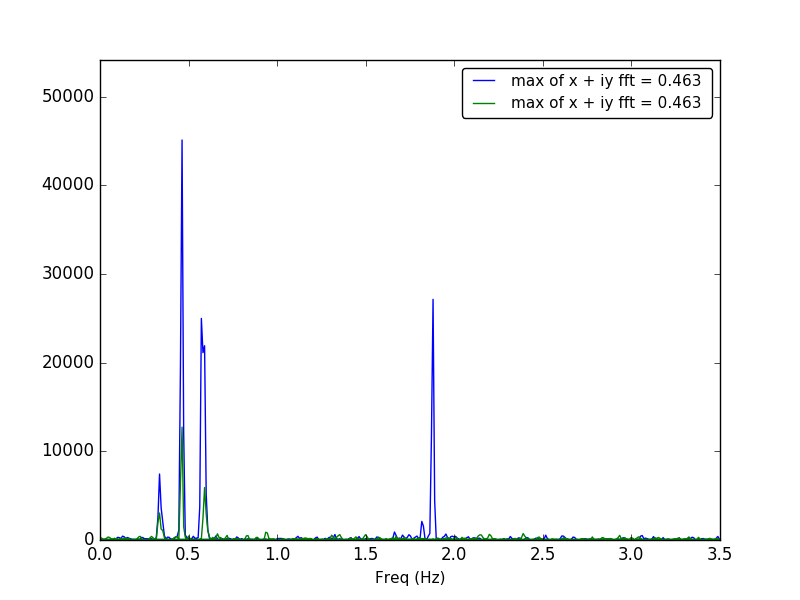 max of x + iy fft = 0.463
max of x + iy fft = 0.463
50000
40000
30000
20000
10000
0
0.0 0.5 1.0 1.5 2.0 2.5 3.0 3.5
Freq (Hz)